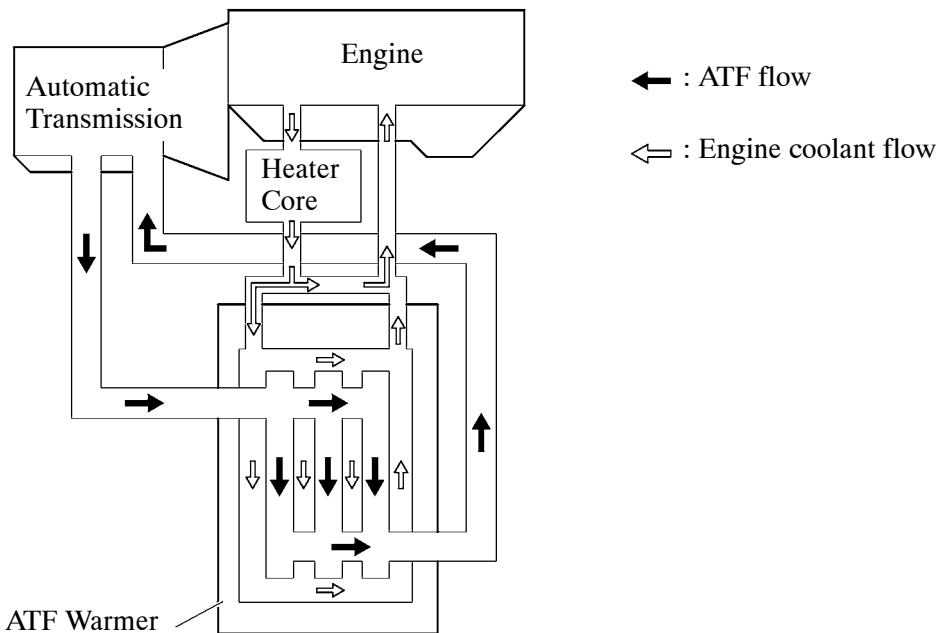 Engine
Automatic
Transmission
: ATF flow
: Engine coolant flow
Heater
Core
ATF Warmer